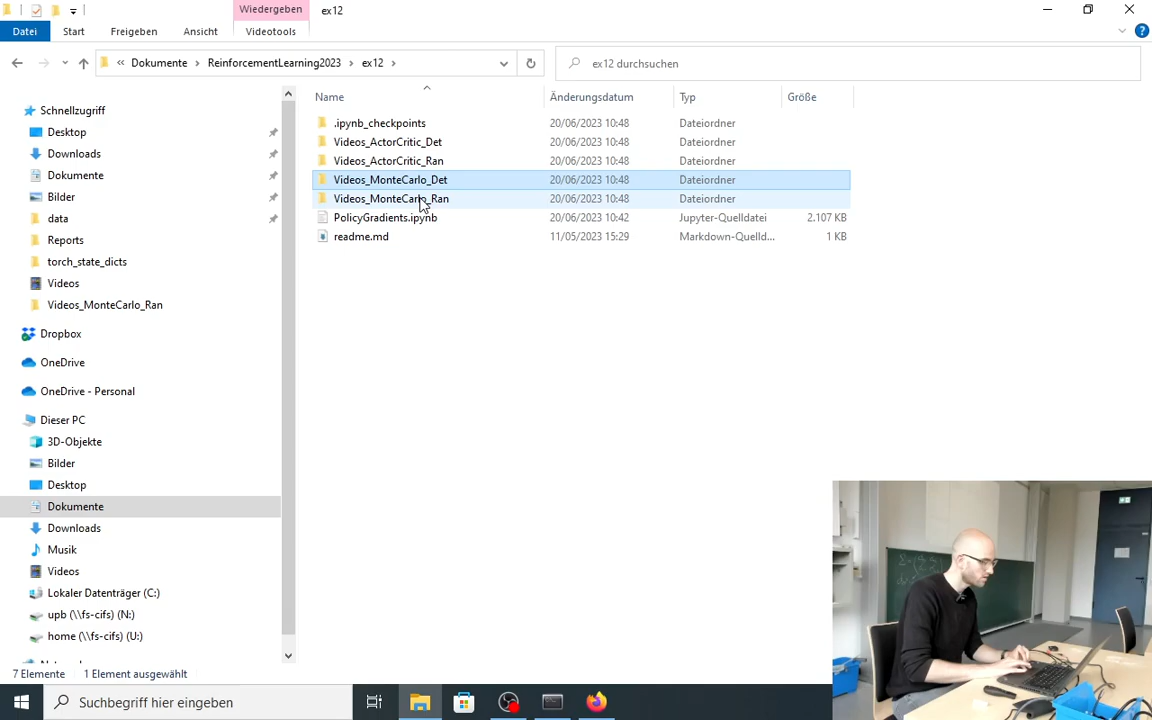 Wiedergeben
ex12
Datei
Start
Freigeben
Ansicht
Videotools
« Dokumente > ReinforcementLearning2023 > ex12 >
ex12 durchsuchen
Name
Änderungsdatum
Typ
Größe
.ipynb_checkpoints 20/06/2023 10:48 Dateiordner
Videos_ActorCritic_Det 20/06/2023 10:48 Dateiordner
Videos_ActorCritic_Ran 20/06/2023 10:48 Dateiordner
Videos_MonteCarlo_Det 20/06/2023 10:48 Dateiordner
Videos_MonteCarlo_Ran 20/06/2023 10:48 Dateiordner
PolicyGradients.ipynb 20/06/2023 10:42 Jupyter-Quelldatei 2.107 KB
readme.md 11/05/2023 15:29 Markdown-Quelld... 1 KB
Schnellzugriff
Desktop
Downloads
Dokumente
Bilder
data
Reports
torch_state_dicts
Videos
Videos_MonteCarlo_Ran
Dropbox
OneDrive
OneDrive - Personal
Dieser PC
3D-Objekte
Bilder
Desktop
Dokumente
Downloads
Musik
Videos
Lokaler Datenträger (C:)
upb (\\fs-cifs) (N:)
home (\\fs-cifs) (U:)
7 Elemente
1 Element ausgewählt
Suchbegriff hier eingeben